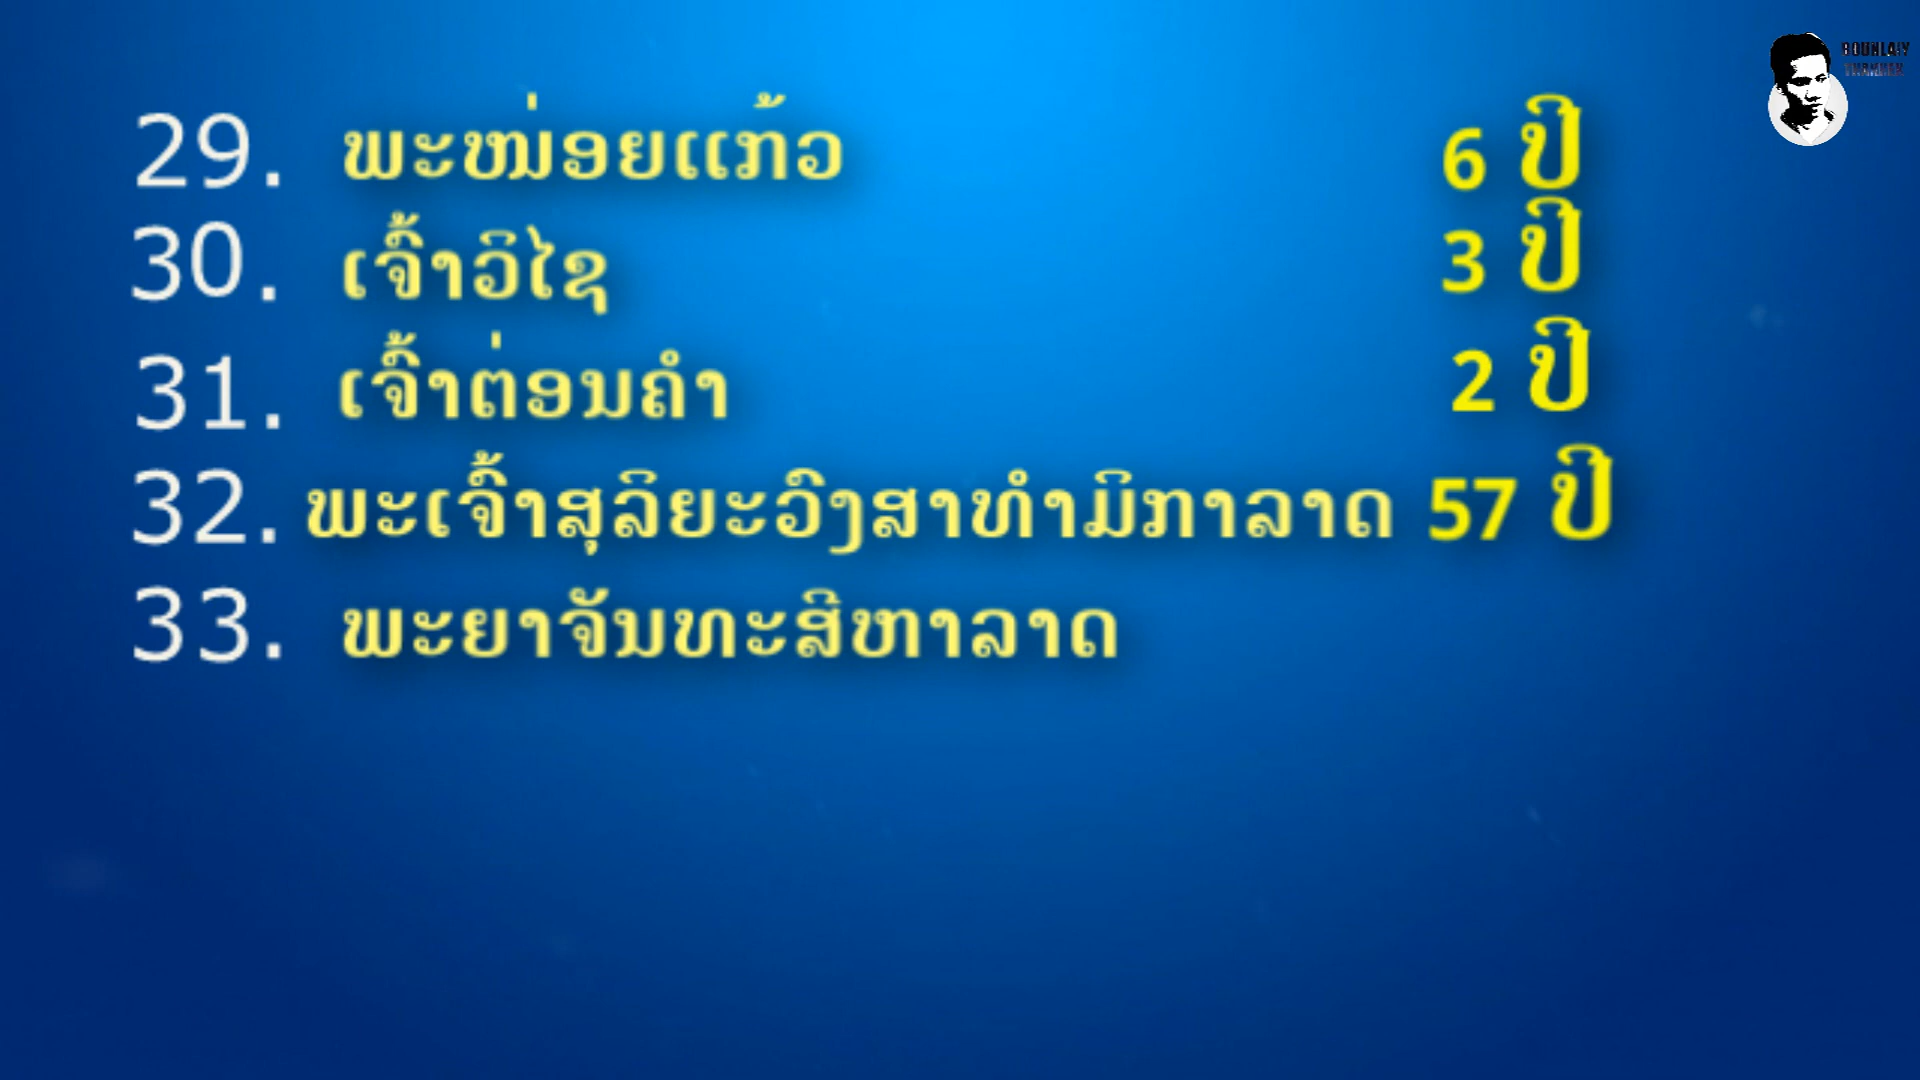 29. ພະໜ່ອຍແກ້ວ 6 ປີ
30. ເຈົ້າວິໄຊ 3 ປີ
31. ເຈົ້າຕ່ອນຄຳ 2 ປີ
32. ພະເຈົ້າສຸລິຍະວົງສາທຳມິກາລາດ 57 ປີ
33. ພະຍາຈັນທະສີຫາລາດ
BOUNLAIY